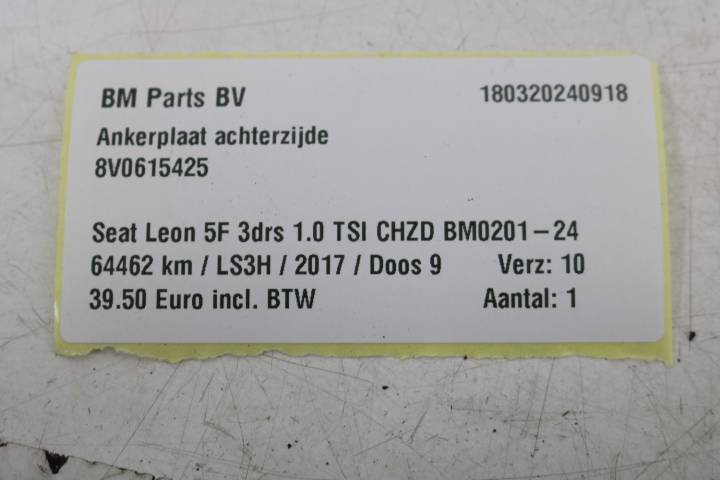 BM Parts BV 180320240918
Ankerplaat achterzijde
8V0615425
Seat Leon 5F 3drs 1.0 TSI CHZD BM0201-24
64462 km / LS3H / 2017 / Doos 9 Verz: 10
39.50 Euro incl. BTW Aantal: 1